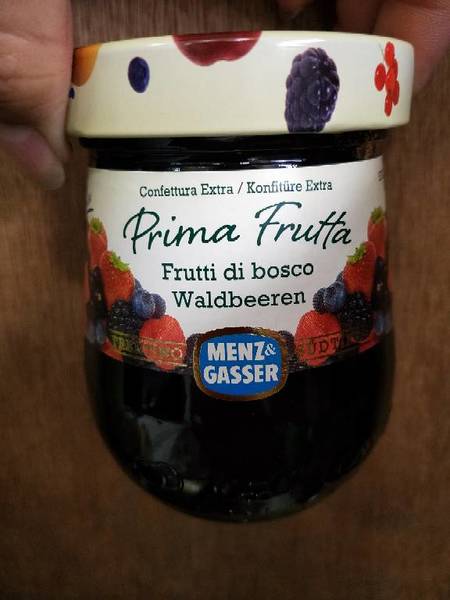 Confettura Extra / Konfitüre Extra
Prima Frutta
Frutti di bosco
Waldbeeren
MENZ&
GASSER